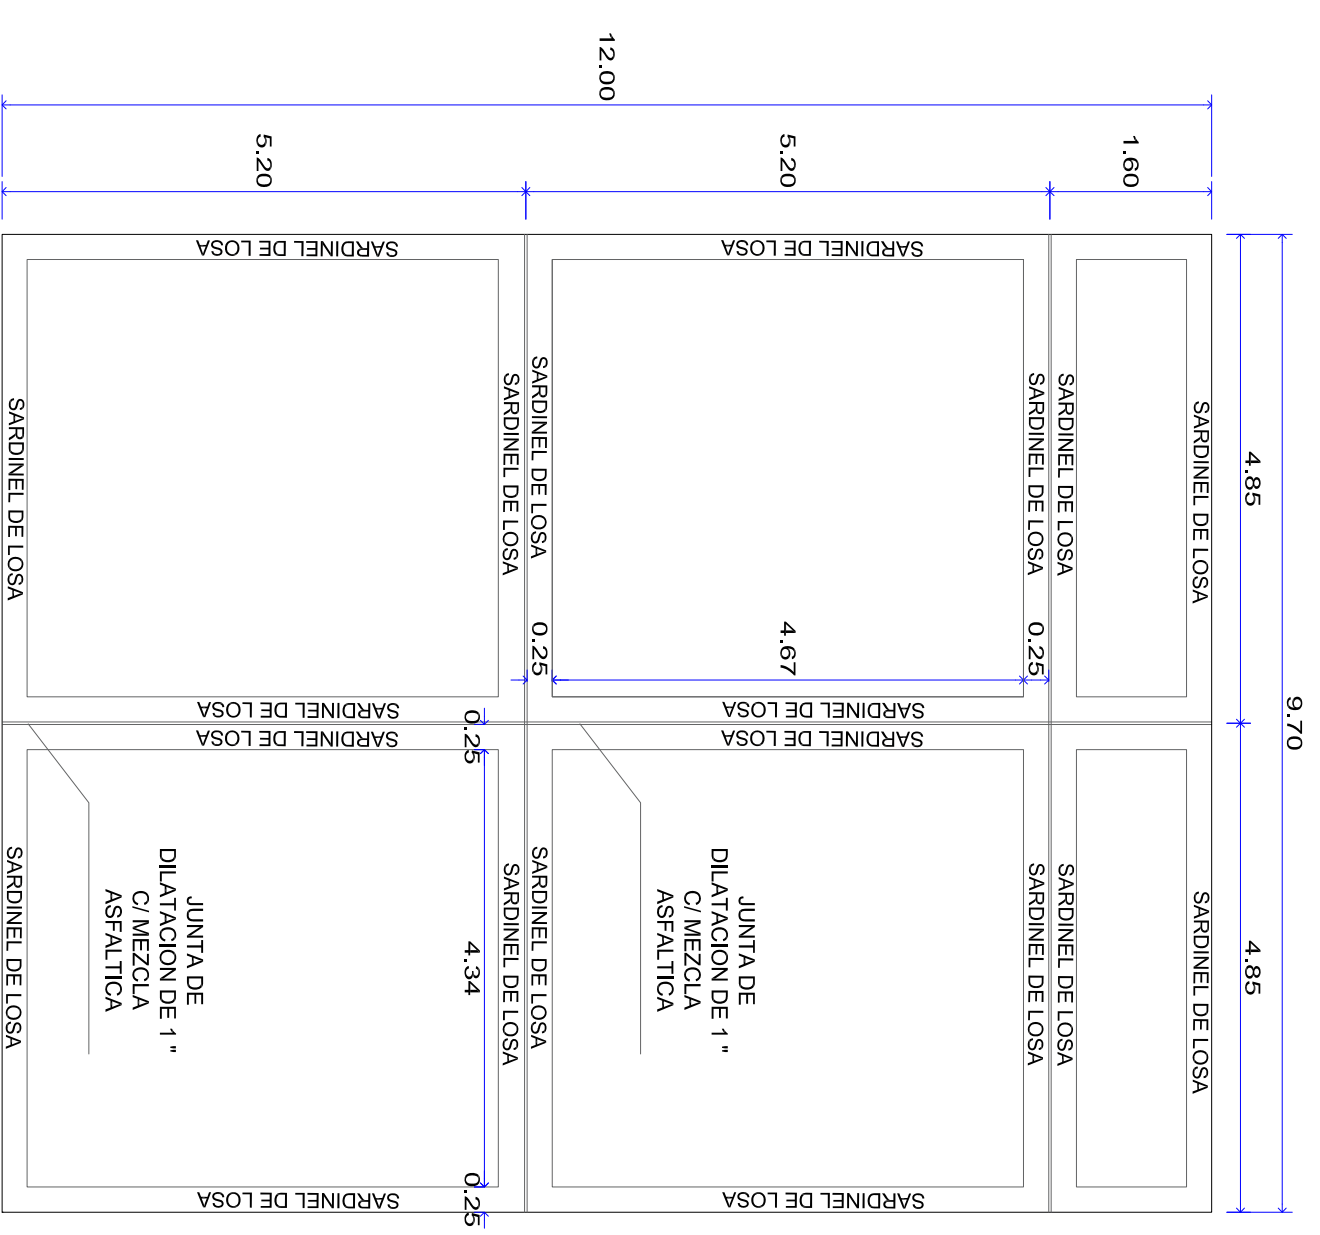 12.00
5.20
5.20
1.60
9.70
4.85
4.85
SARDINEL DE LOSA
SARDINEL DE LOSA
SARDINEL DE LOSA
SARDINEL DE LOSA
SARDINEL DE LOSA
SARDINEL DE LOSA
SARDINEL DE LOSA
SARDINEL DE LOSA
0.25
4.67
0.25
SARDINEL DE LOSA
SARDINEL DE LOSA
SARDINEL DE LOSA
SARDINEL DE LOSA
0.25
4.34
0.25
SARDINEL DE LOSA
SARDINEL DE LOSA
SARDINEL DE LOSA
SARDINEL DE LOSA
SARDINEL DE LOSA
SARDINEL DE LOSA
JUNTA DE
DILATACION DE 1 "
C/ MEZCLA
ASFALTICA
JUNTA DE
DILATACION DE 1 "
C/ MEZCLA
ASFALTICA
SARDINEL DE LOSA
SARDINEL DE LOSA